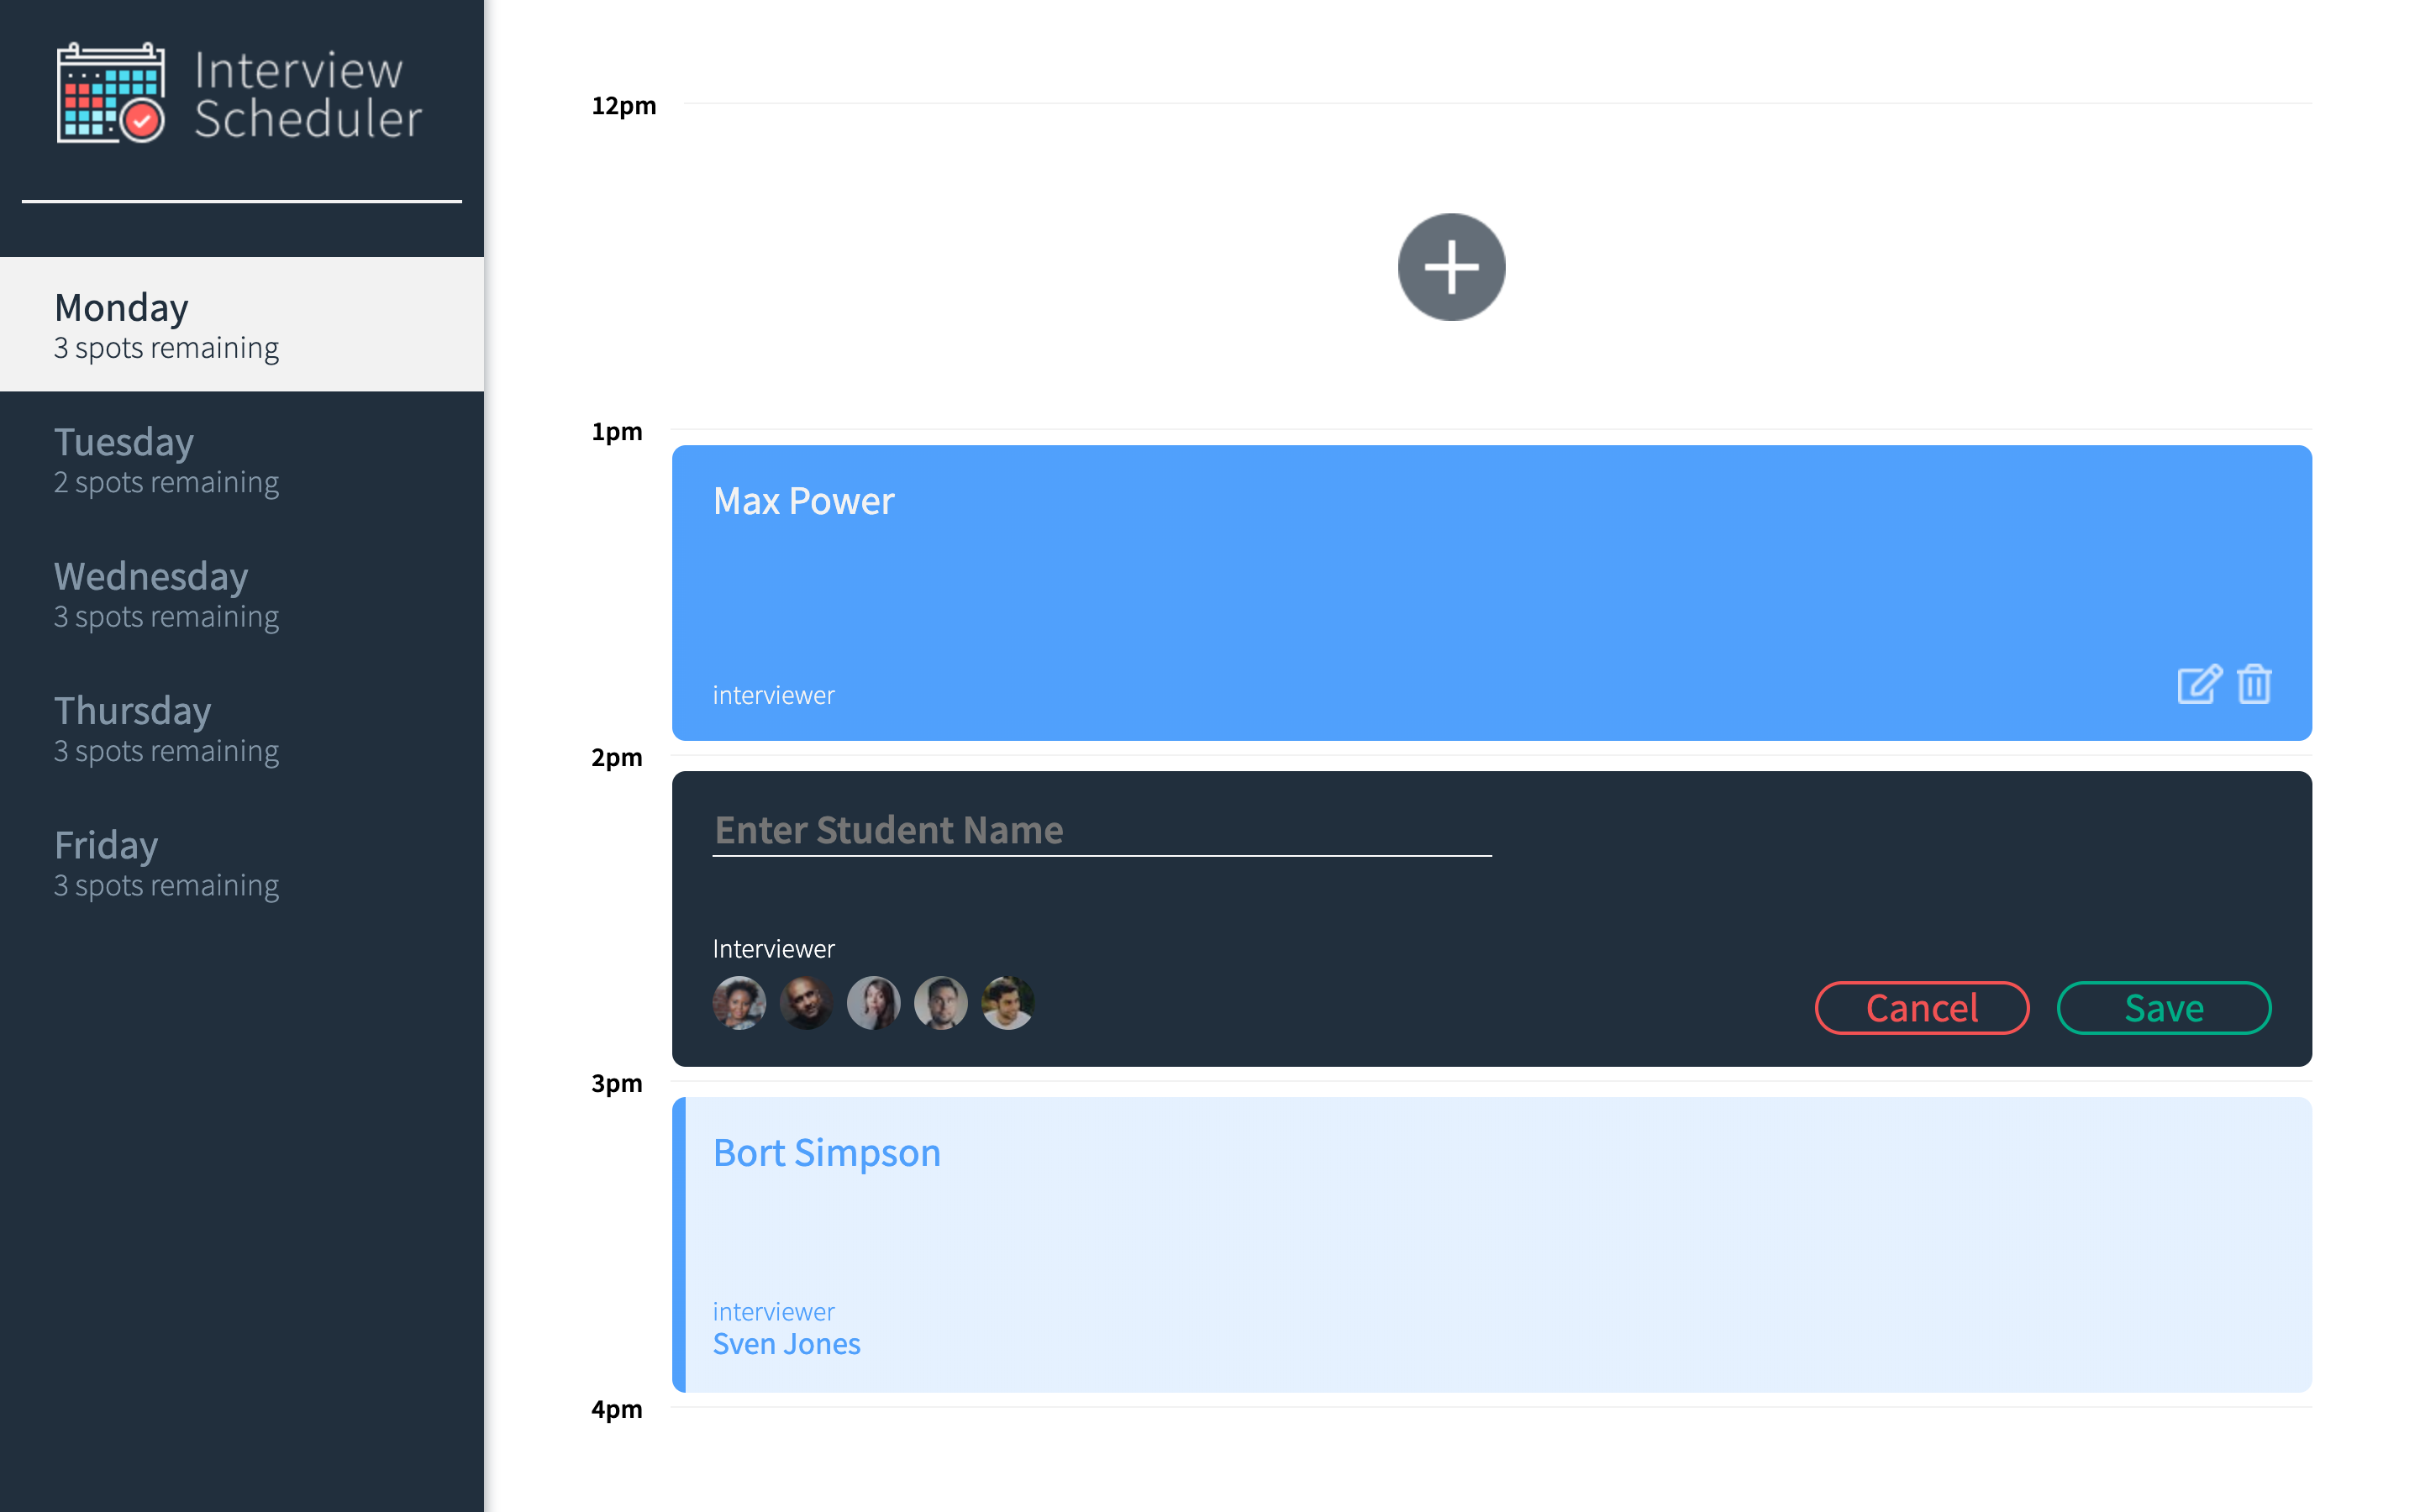 Interview
Scheduler
Monday
3 spots remaining
Tuesday
2 spots remaining
Wednesday
3 spots remaining
Thursday
3 spots remaining
Friday
3 spots remaining
12pm
1pm
Max Power
interviewer
2pm
Enter Student Name
Interviewer
Cancel Save
3pm
Bort Simpson
interviewer
Sven Jones
4pm